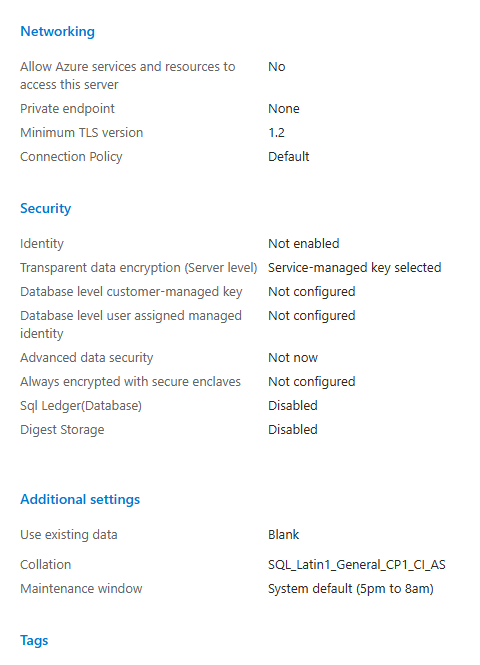 Networking
Allow Azure services and resources to No
access this server
Private endpoint None
Minimum TLS version 1.2
Connection Policy Default
Security
Identity Not enabled
Transparent data encryption (Server level) Service-managed key selected
Database level customer-managed key Not configured
Database level user assigned managed Not configured
identity
Advanced data security Not now
Always encrypted with secure enclaves Not configured
Sql Ledger(Database) Disabled
Digest Storage Disabled
Additional settings
Use existing data Blank
Collation SQL_Latin1_General_CP1_CI_AS
Maintenance window System default (5pm to 8am)
Tags